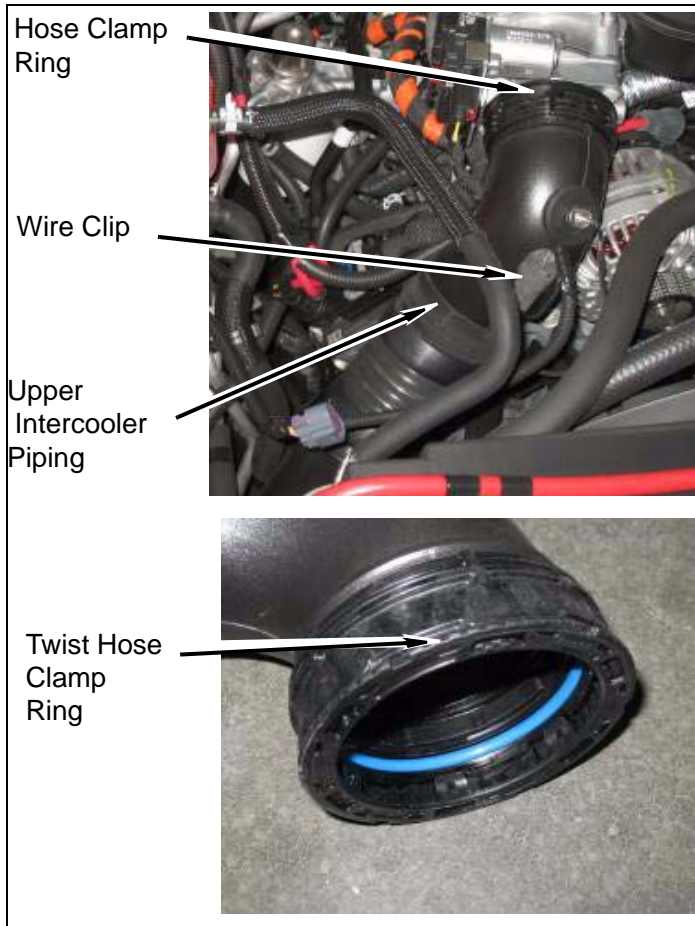 Hose Clamp
Ring
Wire Clip
Upper
Intercooler
Piping
Twist Hose
Clamp
Ring